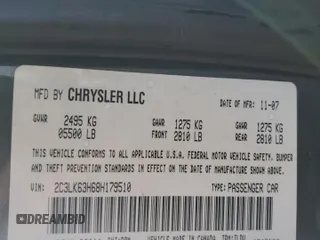 MFD BY CHRYSLER LLC
DATE OF MFR: 11-07
GVWR 2495 KG GAWR 1275 KG GAWR 1275 KG
05500 LB FRONT 2810 LB REAR 2810 LB
THIS VEHICLE CONFORMS TO ALL APPLICABLE U.S.A. FEDERAL MOTOR VEHICLE SAFETY, BUMPER
AND THEFT PREVENTION STANDARDS IN EFFECT ON THE DATE OF MANUFACTURE SHOWN ABOVE
VIN: 2C3LK63H68H179510 TYPE: PASSENGER CAR
DREAMBID